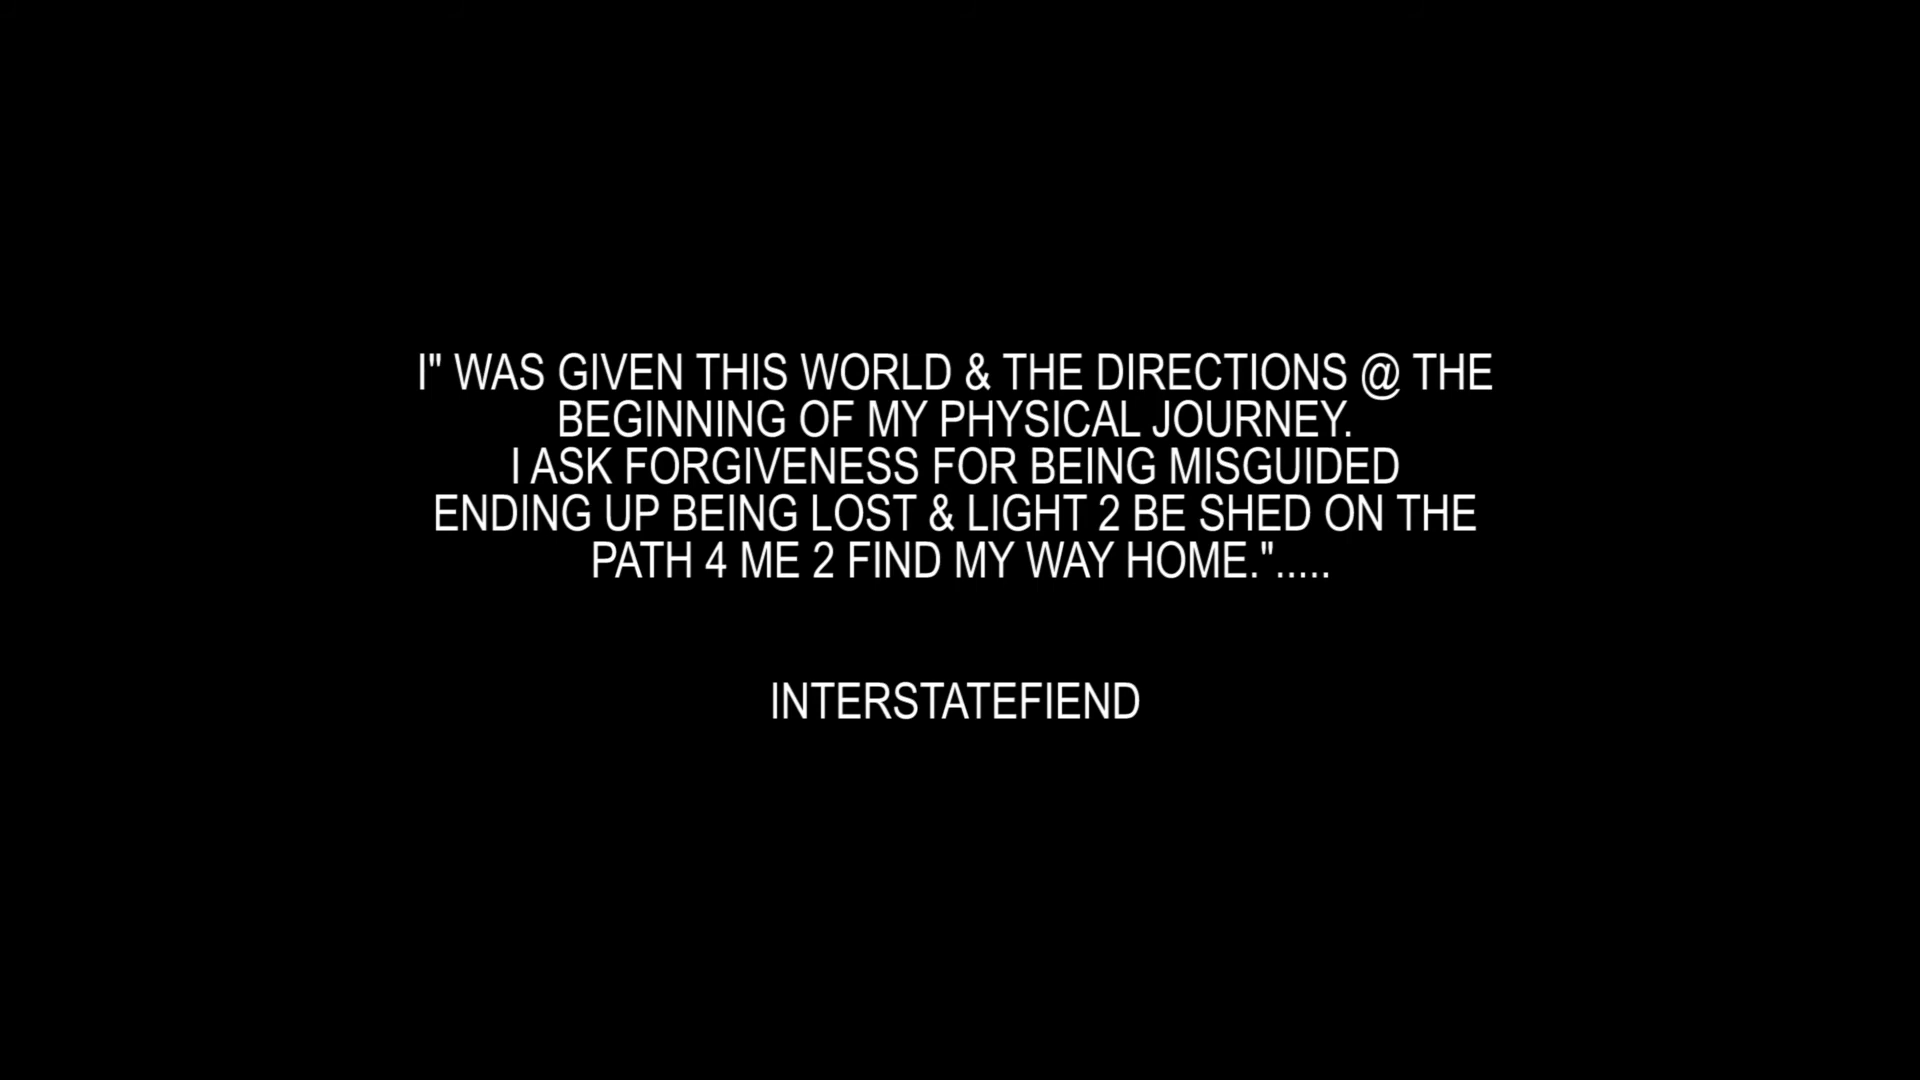 I" WAS GIVEN THIS WORLD & THE DIRECTIONS @ THE
BEGINNING OF MY PHYSICAL JOURNEY.
I ASK FORGIVENESS FOR BEING MISGUIDED
ENDING UP BEING LOST & LIGHT 2 BE SHED ON THE
PATH 4 ME 2 FIND MY WAY HOME.".....
INTERSTATEFIEND